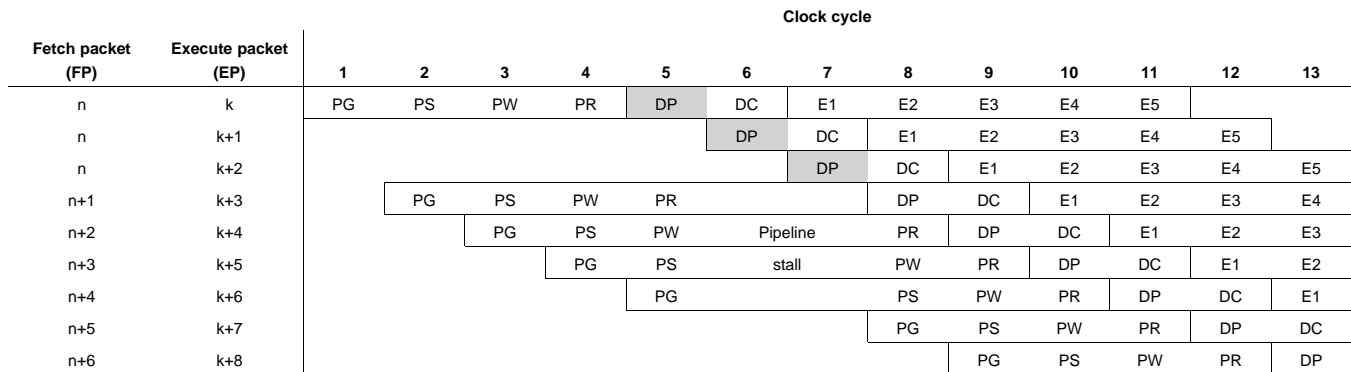 Clock cycle
Fetch packet Execute packet
(FP) (EP) 1 2 3 4 5 6 7 8 9 10 11 12 13
n k PG PS PW PR DP DC E1 E2 E3 E4 E5
n k+1 DP DC E1 E2 E3 E4 E5
n k+2 DP DC E1 E2 E3 E4 E5
n+1 k+3 PG PS PW PR DP DC E1 E2 E3 E4
n+2 k+4 PG PS PW Pipeline PR DP DC E1 E2 E3
n+3 k+5 PG PS stall PW PR DP DC E1 E2
n+4 k+6 PG PS PW PR DP DC E1
n+5 k+7 PG PS PW PR DP DC
n+6 k+8 PG PS PW PR DP